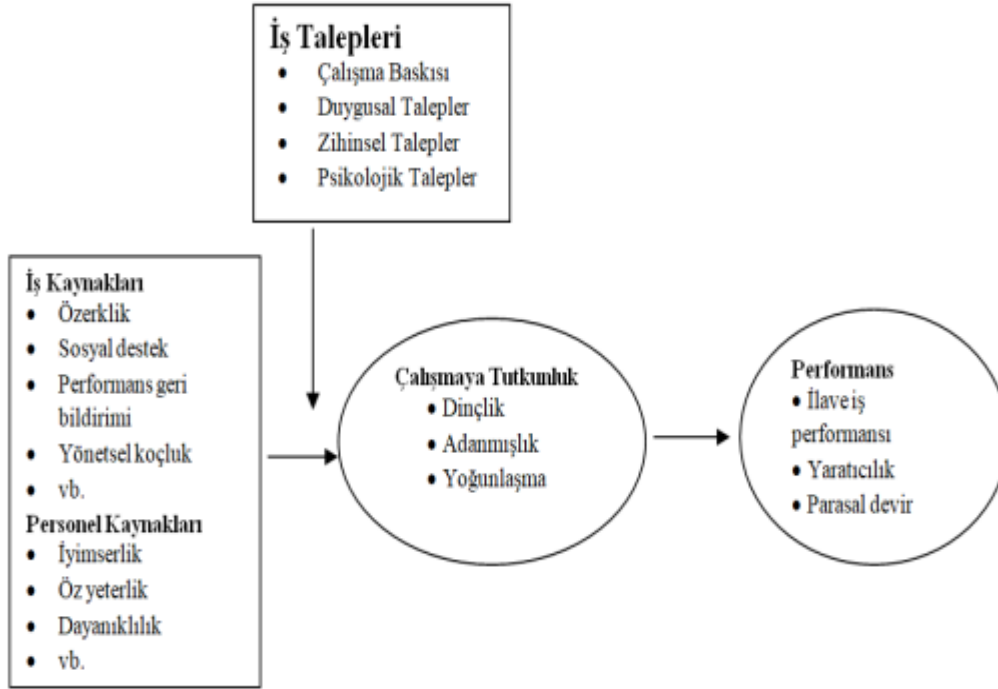 İş Talepleri
• Çalışma Baskısı
• Duygusal Talepler
• Zihinsel Talepler
• Psikolojik Talepler
İş Kaynakları
• Özerklik
• Sosyal destek
• Performans geri
bildirimi
• Yönetsel koçluk
• vb.
Personel Kaynakları
• İyimserlik
• Öz yeterlik
• Dayanıklılık
• vb.
Çalışmaya Tutkunluk
• Dinçlik
• Adanmışlık
• Yoğunlaşma
Performans
• İlave iş
performansı
• Yaratıcılık
• Parasal devir